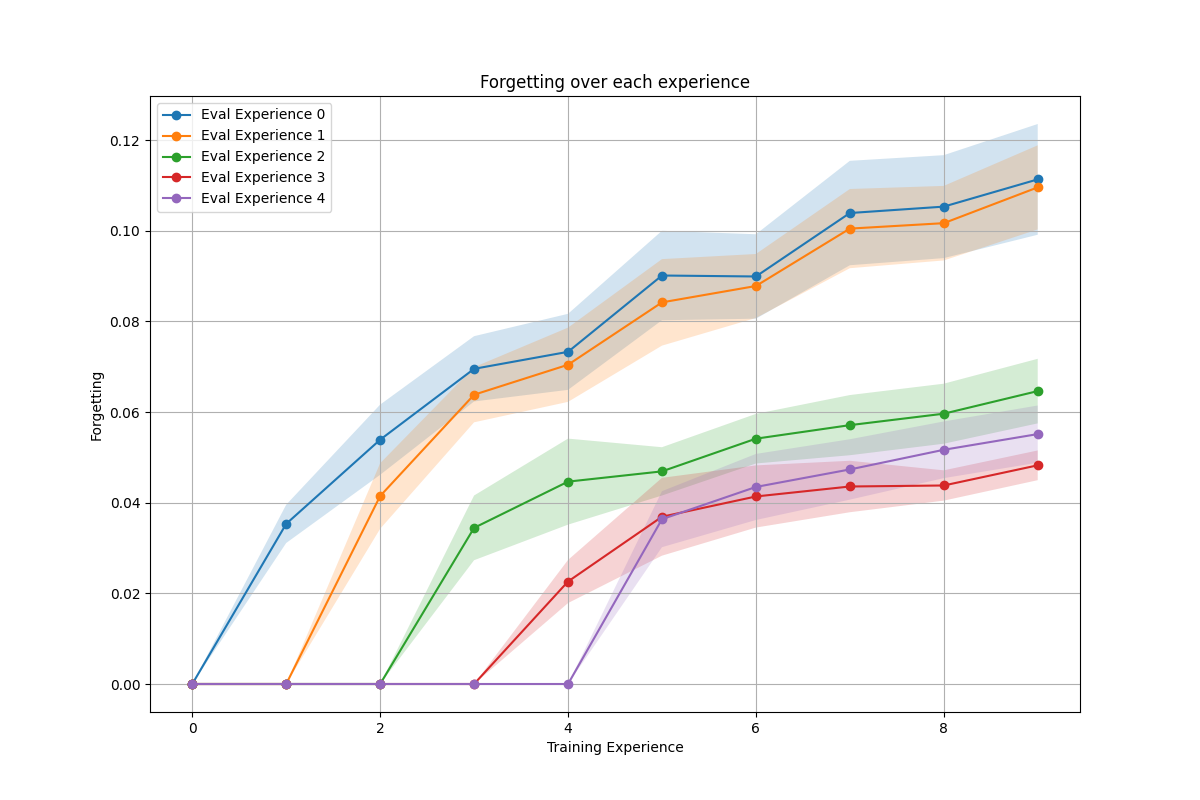 Forgetting over each experience
Eval Experience 0
Eval Experience 1
Eval Experience 2
Eval Experience 3
Eval Experience 4
0.12
0.10
0.08
0.06
0.04
0.02
0.00
Forgetting
0 2 4 6 8
Training Experience